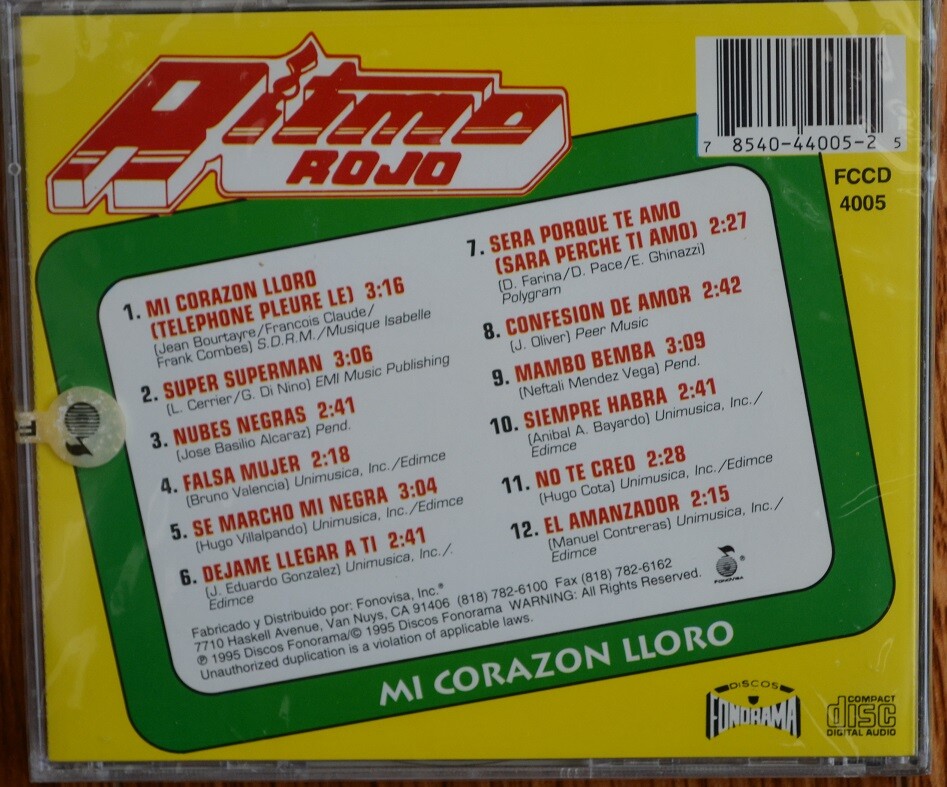 Ritmo
ROJO
7 8540-44005-2 5
FCCD
4005
1. MI CORAZON LLORO
(TELEPHONE PLEURE LE) 3:16
(Jean Bourtayre/Francois Claude/
Frank Combes) S.D.R.M./Musique Isabelle
2. SUPER SUPERMAN 3:06
(L. Cerrier/G. Di Nino) EMI Music Publishing
3. NUBES NEGRAS 2:41
(Jose Basilio Alcaraz) Pend.
4. FALSA MUJER 2:18
(Bruno Valencia) Unimusica, Inc./Edimce
5. SE MARCHO MI NEGRA 3:04
(Hugo Villalpando) Unimusica, Inc./Edimce
6. DEJAME LLEGAR A TI 2:41
(J. Eduardo Gonzalez) Unimusica, Inc./.
Edimce
7. SERA PORQUE TE AMO
(SARA PERCHE TI AMO) 2:27
(D. Farina/D. Pace/E. Ghinazzi)
Polygram
8. CONFESION DE AMOR 2:42
(J. Oliver) Peer Music
9. MAMBO BEMBA 3:09
(Neftali Mendez Vega) Pend.
10. SIEMPRE HABRA 2:41
(Anibal A. Bayardo) Unimusica, Inc./
Edimce
11. NO TE CREO 2:28
(Hugo Cota) Unimusica, Inc./Edimce
12. EL AMANZADOR 2:15
(Manuel Contreras) Unimusica, Inc./
Edimce
Fabricado y Distribuido por: Fonovisa, Inc.®
7710 Haskell Avenue, Van Nuys, CA 91406 (818) 782-6100 Fax (818) 782-6162
℗ 1995 Discos Fonorama/© 1995 Discos Fonorama WARNING: All Rights Reserved.
Unauthorized duplication is a violation of applicable laws.
FONOVISA ®
MI CORAZON LLORO
DISCOS
FONORAMA
COMPACT
disc
DIGITAL AUDIO